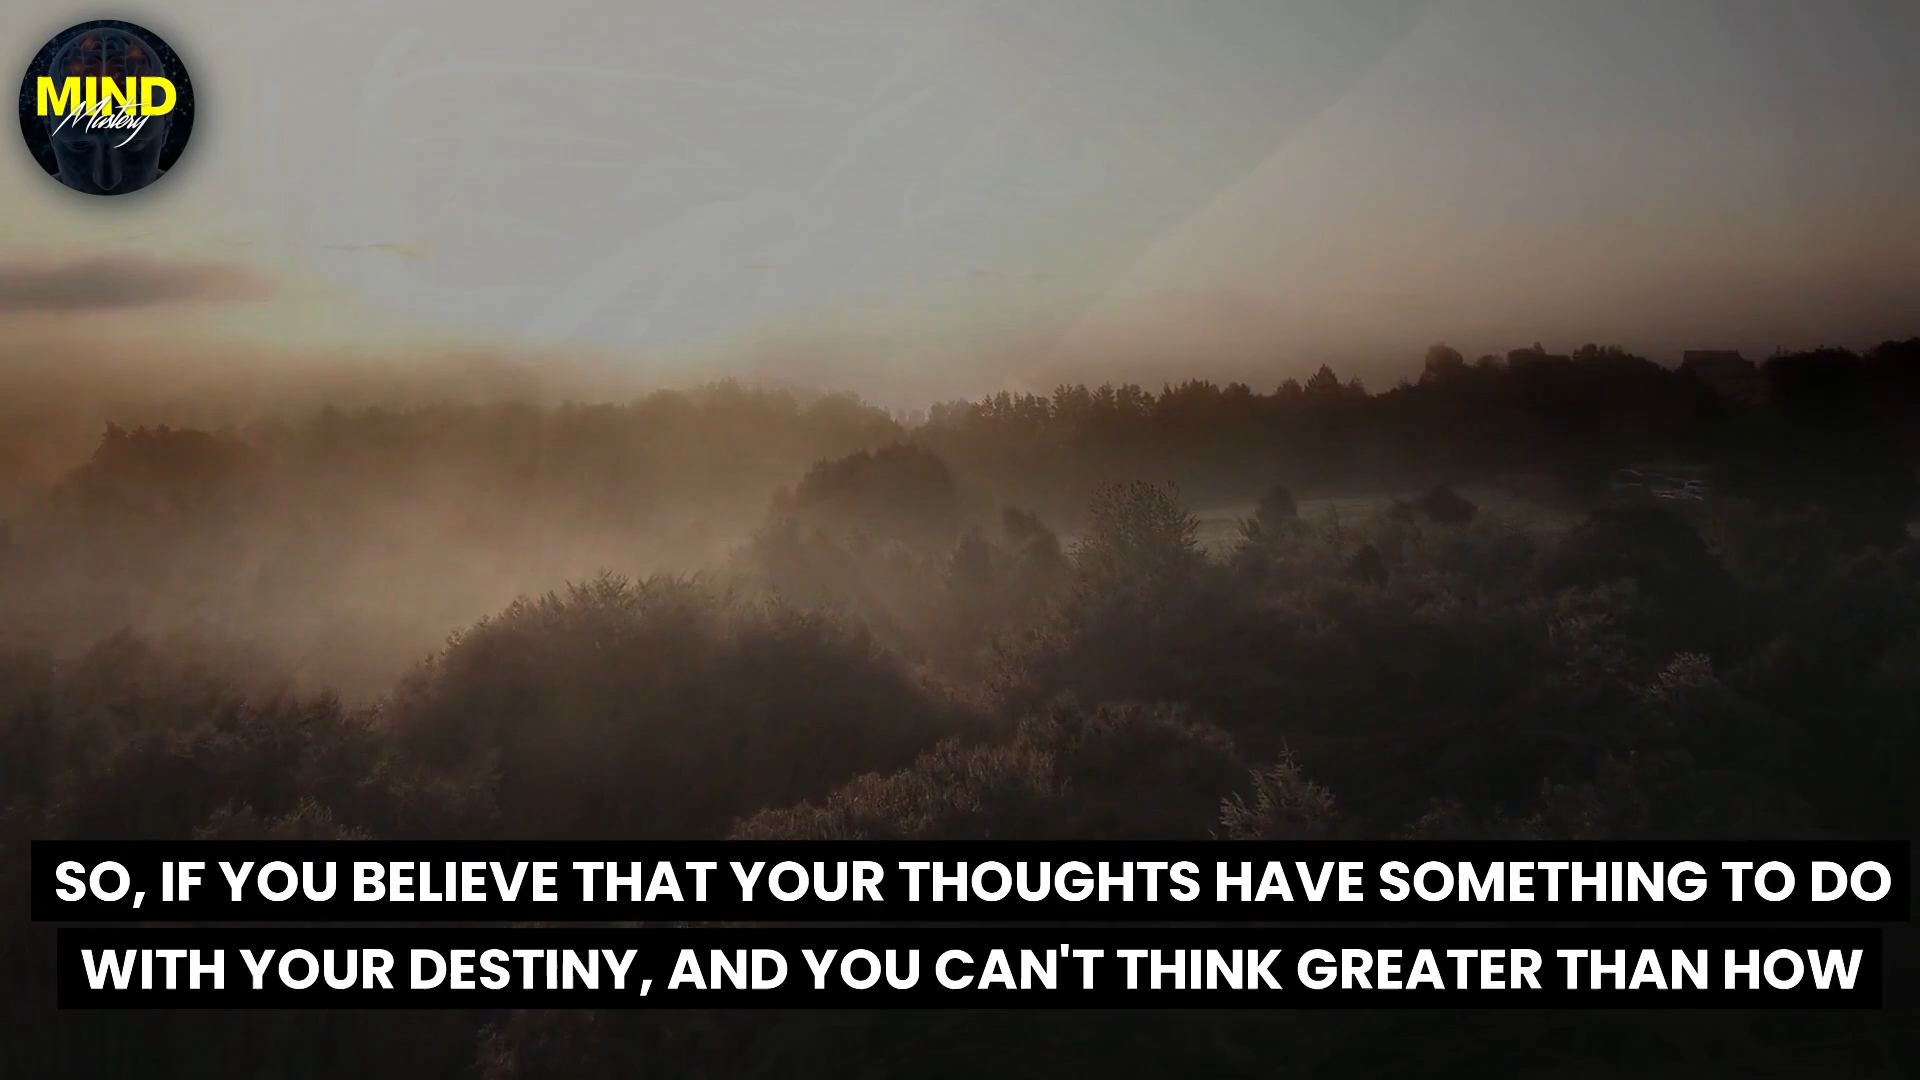 MIND
Mastery
SO, IF YOU BELIEVE THAT YOUR THOUGHTS HAVE SOMETHING TO DO
WITH YOUR DESTINY, AND YOU CAN'T THINK GREATER THAN HOW